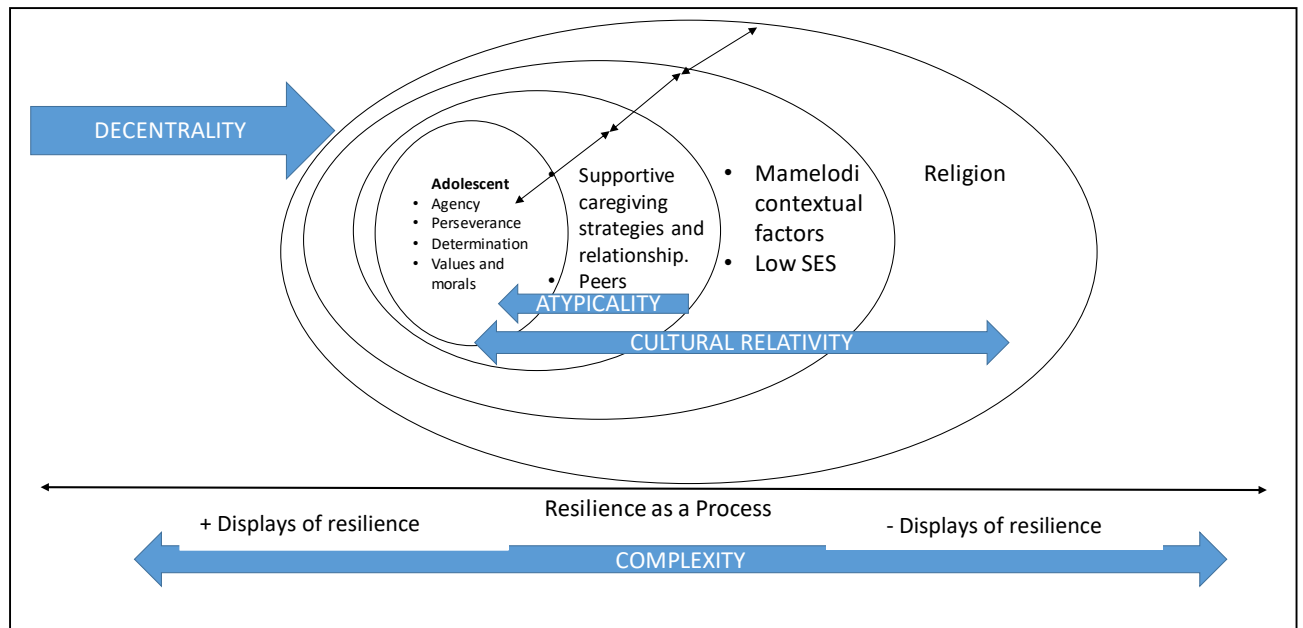 DECENTRALITY
Adolescent
• Agency
• Perseverance
• Determination
• Values and
morals
• Supportive
caregiving
strategies and
relationship.
• Peers
• Mamelodi
contextual
factors
• Low SES
Religion
ATYPICALITY
CULTURAL RELATIVITY
Resilience as a Process
+ Displays of resilience
- Displays of resilience
COMPLEXITY